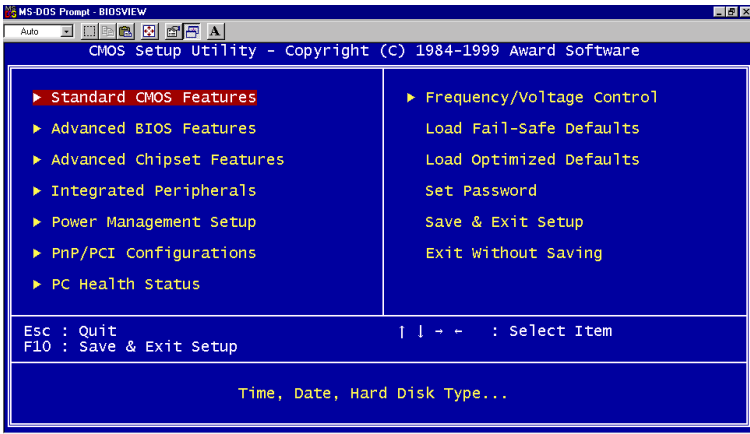 MS-DOS Prompt - BIOSVIEW
Auto
A
CMOS Setup Utility - Copyright (C) 1984-1999 Award Software
▶ Standard CMOS Features
▶ Advanced BIOS Features
▶ Advanced Chipset Features
▶ Integrated Peripherals
▶ Power Management Setup
▶ PnP/PCI Configurations
▶ PC Health Status
▶ Frequency/Voltage Control
Load Fail-Safe Defaults
Load Optimized Defaults
Set Password
Save & Exit Setup
Exit Without Saving
Esc : Quit
F10 : Save & Exit Setup
↑ ↓ → ← : Select Item
Time, Date, Hard Disk Type...